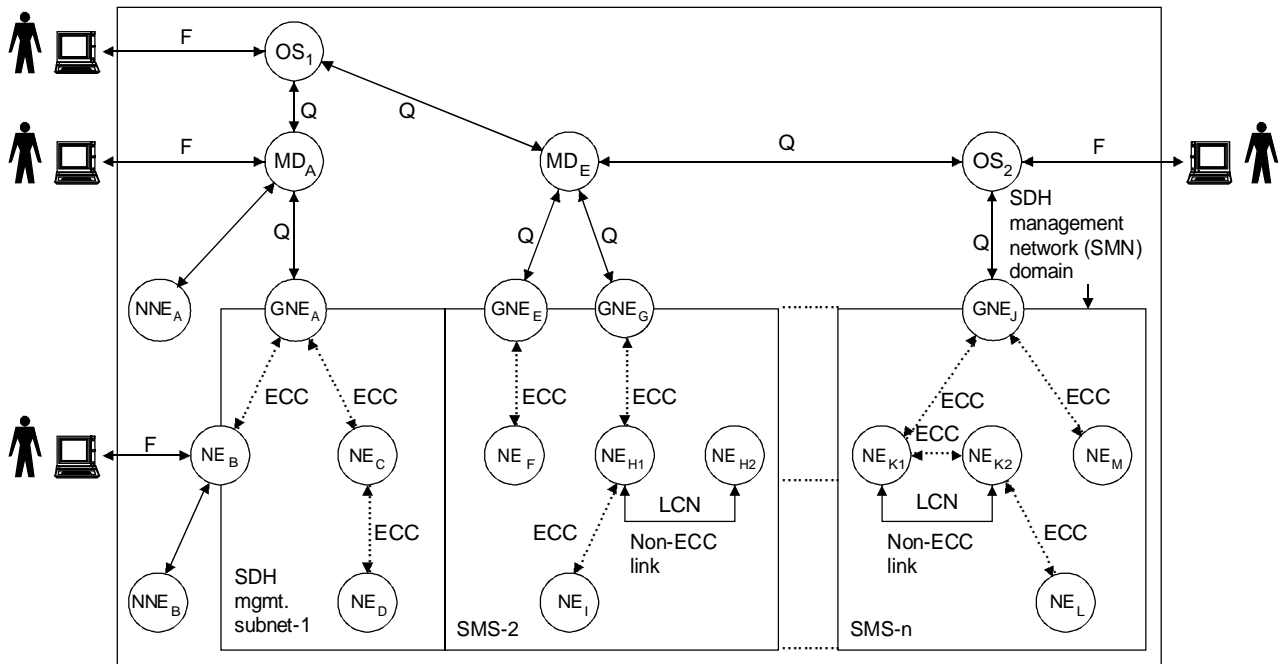 F
OS1
Q
Q
F
MDA
MDE
Q
OS2
F
Q
Q
Q
Q
SDH
management
network (SMN)
domain
NNEA
GNEA
GNEE
GNEG
GNEJ
ECC
ECC
ECC
ECC
ECC
ECC
ECC
F
NEB
NEC
NEF
NEH1
NEH2
NEK1
NEK2
NEM
ECC
ECC
LCN
Non-ECC
link
LCN
Non-ECC
link
ECC
NNEB
SDH
mgmt.
subnet-1
NED
NEI
NEL
SMS-2
SMS-n